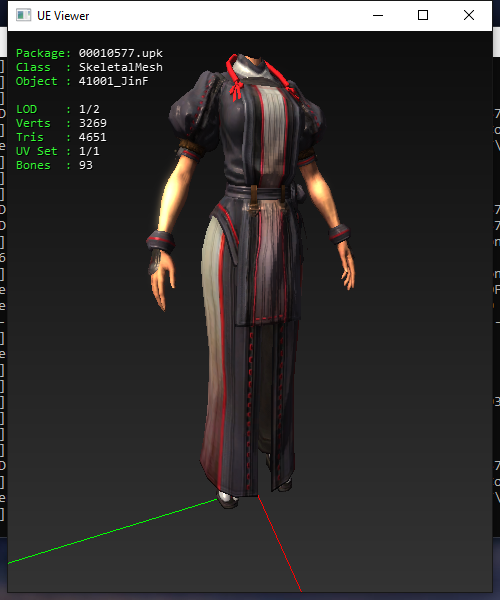 UE Viewer
Package: 00010577.upk
Class : SkeletalMesh
Object : 41001_JinF
LOD : 1/2
Verts : 3269
Tris : 4651
UV Set : 1/1
Bones : 93